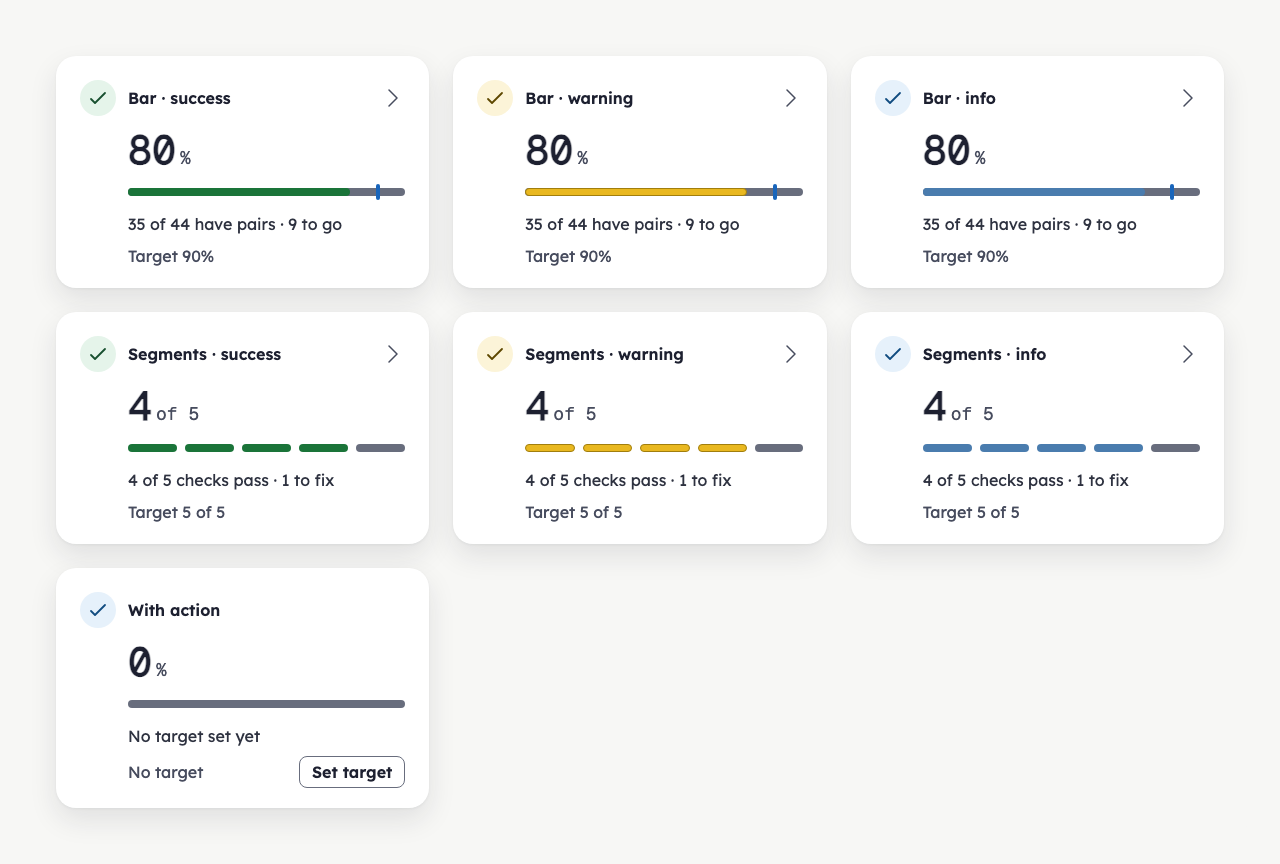 Bar · success
80 %
35 of 44 have pairs · 9 to go
Target 90%
Bar · warning
80 %
35 of 44 have pairs · 9 to go
Target 90%
Bar · info
80 %
35 of 44 have pairs · 9 to go
Target 90%
Segments · success
4 of 5
4 of 5 checks pass · 1 to fix
Target 5 of 5
Segments · warning
4 of 5
4 of 5 checks pass · 1 to fix
Target 5 of 5
Segments · info
4 of 5
4 of 5 checks pass · 1 to fix
Target 5 of 5
With action
0 %
No target set yet
No target
Set target